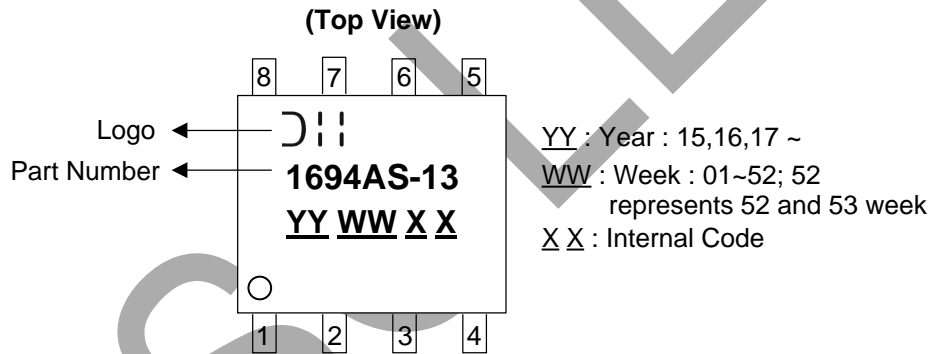 (Top View)
8 7 6 5
Logo
Part Number
1694AS-13
YY WW X X
1 2 3 4
YY : Year : 15,16,17 ~
WW : Week : 01~52; 52
represents 52 and 53 week
X X : Internal Code